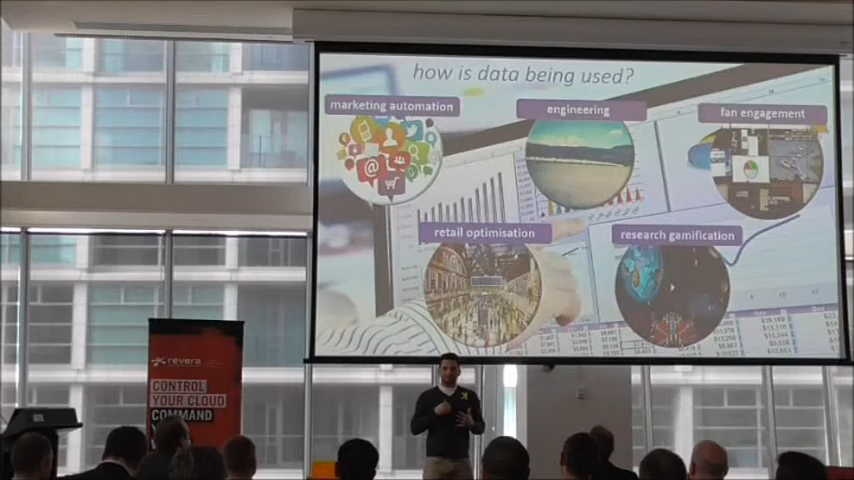 how is data being used?
marketing automation
engineering
fan engagement
retail optimisation
research gamification
revera
CONTROL
YOUR CLOUD
COMMAND